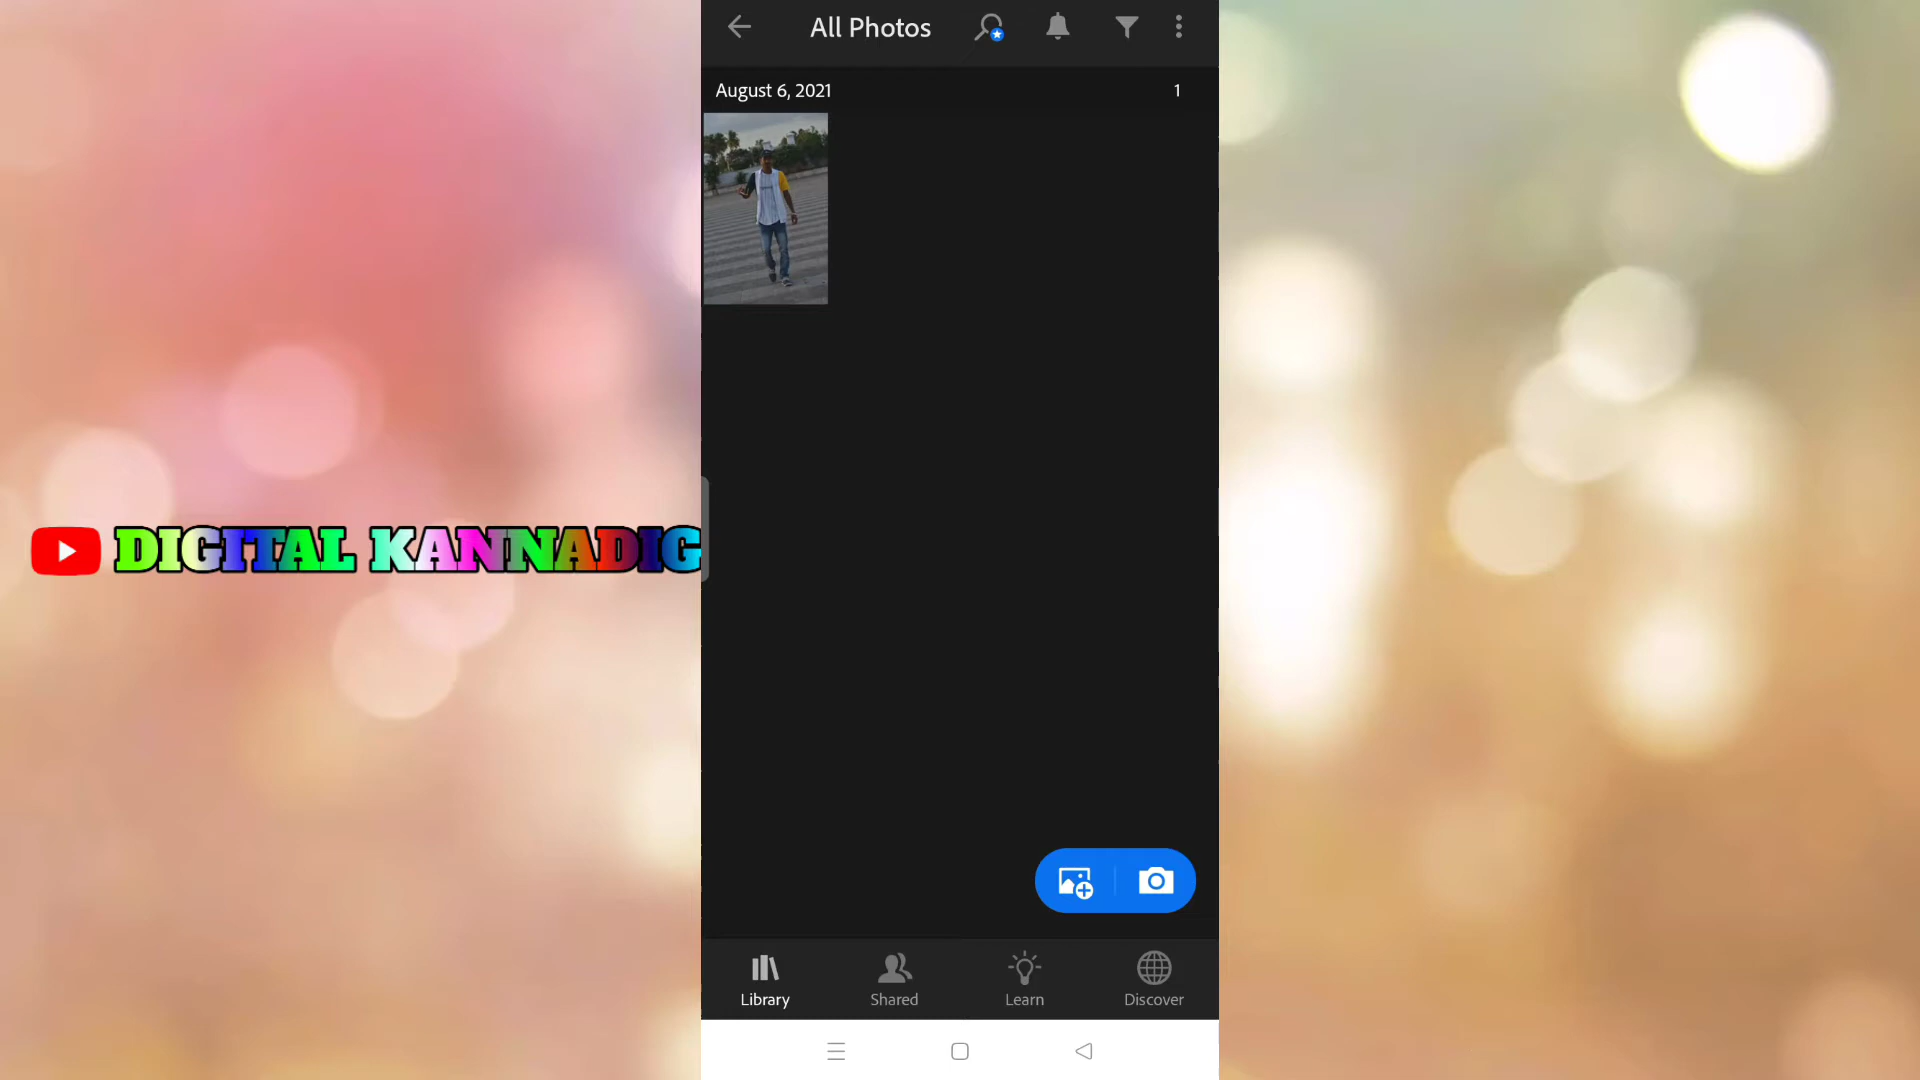 All Photos
August 6, 2021
1
DIGITAL KANNADIG
Library
Shared
Learn
Discover